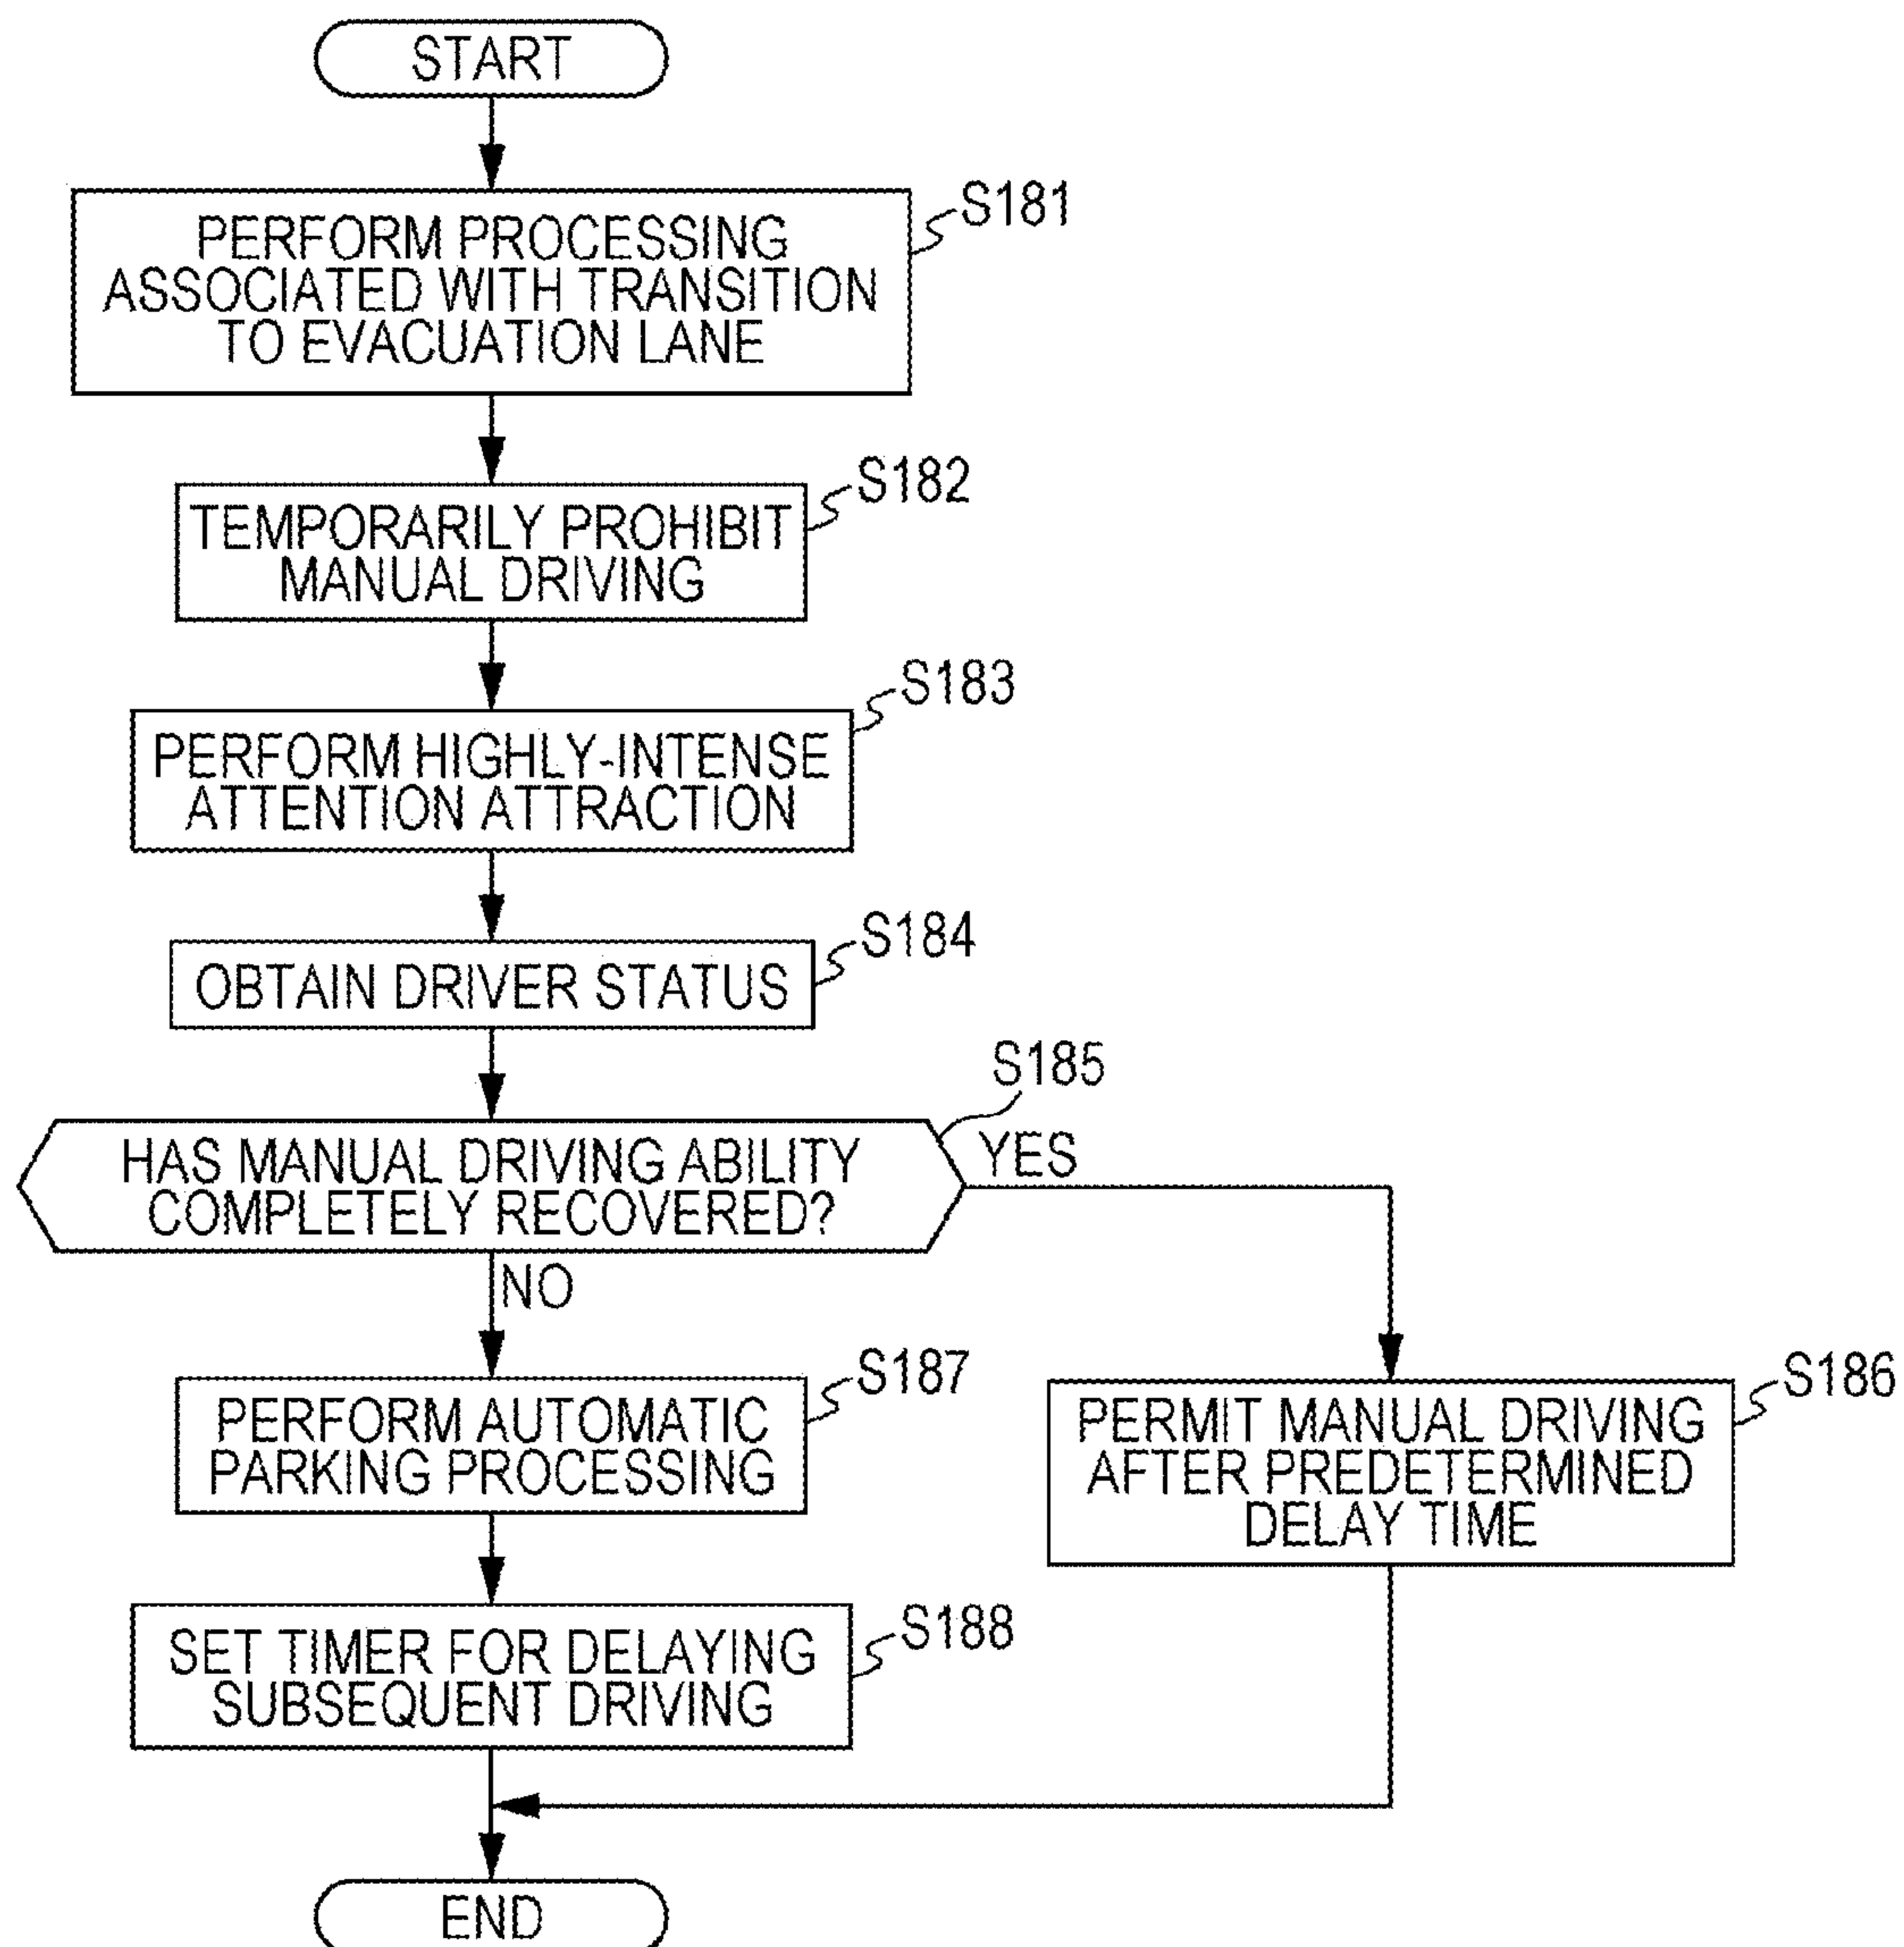 START
S181
PERFORM PROCESSING
ASSOCIATED WITH TRANSITION
TO EVACUATION LANE
S182
TEMPORARILY PROHIBIT
MANUAL DRIVING
S183
PERFORM HIGHLY-INTENSE
ATTENTION ATTRACTION
S184
OBTAIN DRIVER STATUS
S185
HAS MANUAL DRIVING ABILITY
COMPLETELY RECOVERED?
YES
NO
S187
PERFORM AUTOMATIC
PARKING PROCESSING
S186
PERMIT MANUAL DRIVING
AFTER PREDETERMINED
DELAY TIME
S188
SET TIMER FOR DELAYING
SUBSEQUENT DRIVING
END